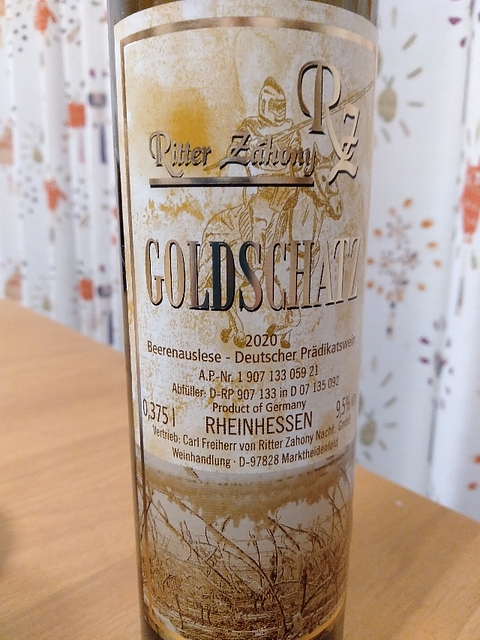 RZ
Ritter Záhony
GOLDSCHATZ
2020
Beerenauslese - Deutscher Prädikatswein
A.P.-Nr. 1 907 133 059 21
Abfüller: D-RP 907 133 in D 07 135 092
Product of Germany
0,375 l RHEINHESSEN 9,5%
Vertrieb: Carl Freiherr von Ritter Zahony Nachf.
Weinhandlung · D-97828 Marktheidenfeld